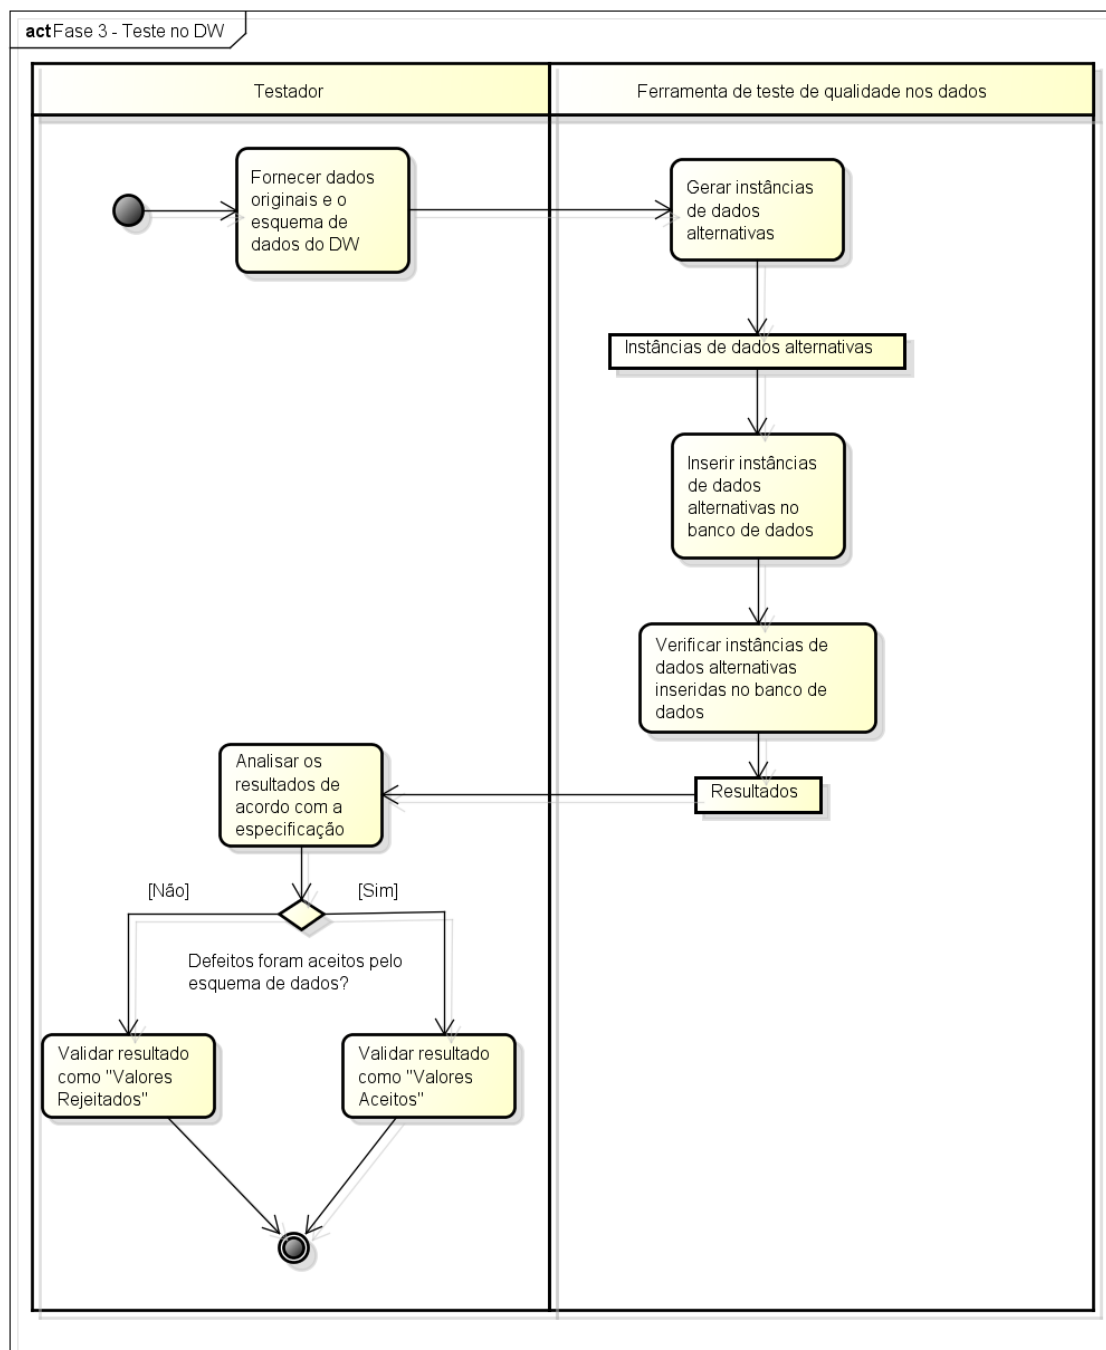 act Fase 3 - Teste no DW
Testador
Ferramenta de teste de qualidade nos dados
Fornecer dados
originais e o
esquema de
dados do DW
Gerar instâncias
de dados
alternativas
Instâncias de dados alternativas
Inserir instâncias
de dados
alternativas no
banco de dados
Verificar instâncias de
dados alternativas
inseridas no banco de
dados
Resultados
Analisar os
resultados de
acordo com a
especificação
[Não]
[Sim]
Defeitos foram aceitos pelo
esquema de dados?
Validar resultado
como "Valores
Rejeitados"
Validar resultado
como "Valores
Aceitos"